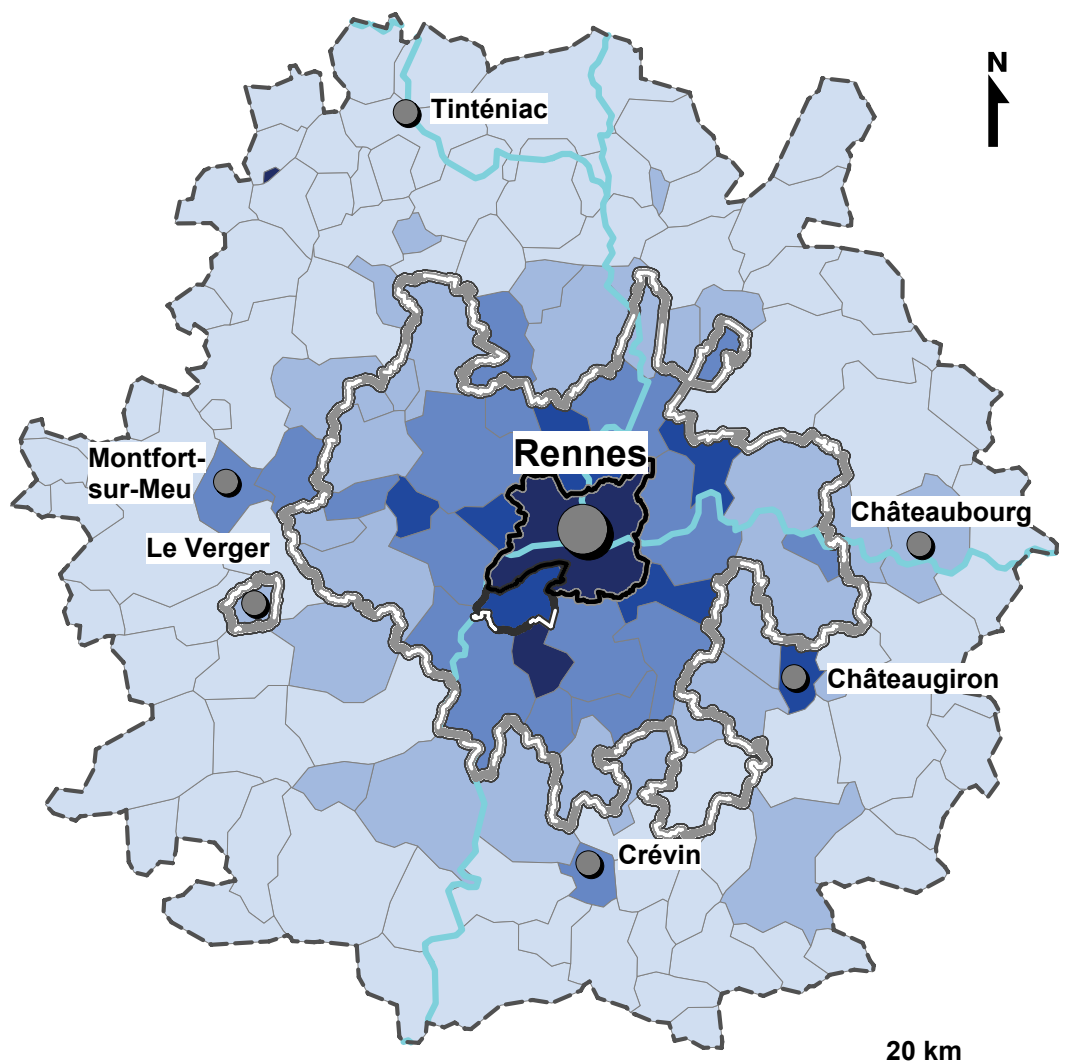 N
Tinténiac
Rennes
Montfort-
sur-Meu
Châteaubourg
Le Verger
Châteaugiron
Crévin
20 km